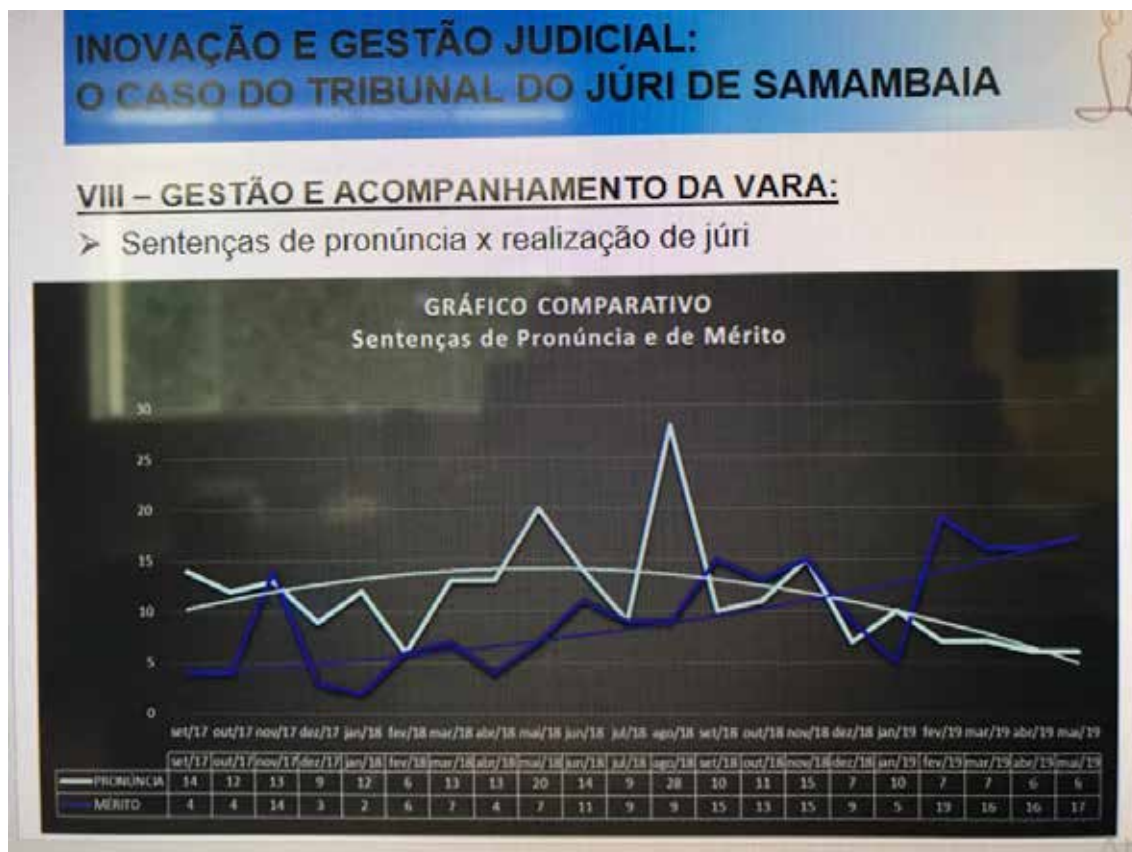 INOVAÇÃO E GESTÃO JUDICIAL:
O CASO DO TRIBUNAL DO JÚRI DE SAMAMBAIA
VIII – GESTÃO E ACOMPANHAMENTO DA VARA:
➢ Sentenças de pronúncia x realização de júri
GRÁFICO COMPARATIVO
Sentenças de Pronúncia e de Mérito
30
25
20
15
10
5
0
set/17 out/17 nov/17 dez/17 jan/18 fev/18 mar/18 abr/18 mai/18 jun/18 jul/18 ago/18 set/18 out/18 nov/18 dez/18 jan/19 fev/19 mar/19 abr/19 mai/19
set/17 out/17 nov/17 dez/17 jan/18 fev/18 mar/18 abr/18 mai/18 jun/18 jul/18 ago/18 set/18 out/18 nov/18 dez/18 jan/19 fev/19 mar/19 abr/19 mai/19
PRONÚNCIA 14 12 13 9 12 6 13 13 20 14 9 28 10 11 15 7 10 7 7 6 6
MÉRITO 4 4 14 3 2 6 7 4 7 11 9 9 15 13 15 9 5 19 16 16 17